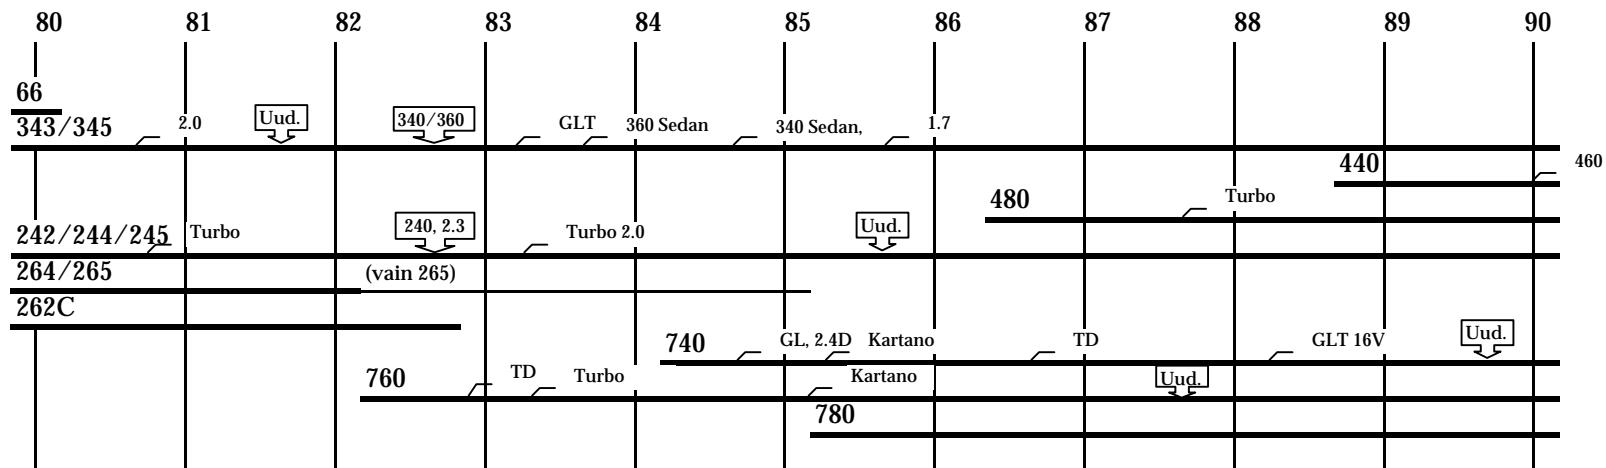 80 81 82 83 84 85 86 87 88 89 90
66
343/345 2.0 Uud. 340/360 GLT 360 Sedan 340 Sedan, 1.7
440 460
480 Turbo
242/244/245 Turbo 240, 2.3 Turbo 2.0 Uud.
264/265 (vain 265)
262C
740 GL, 2.4D Kartano TD GLT 16V Uud.
760 TD Turbo Kartano Uud.
780